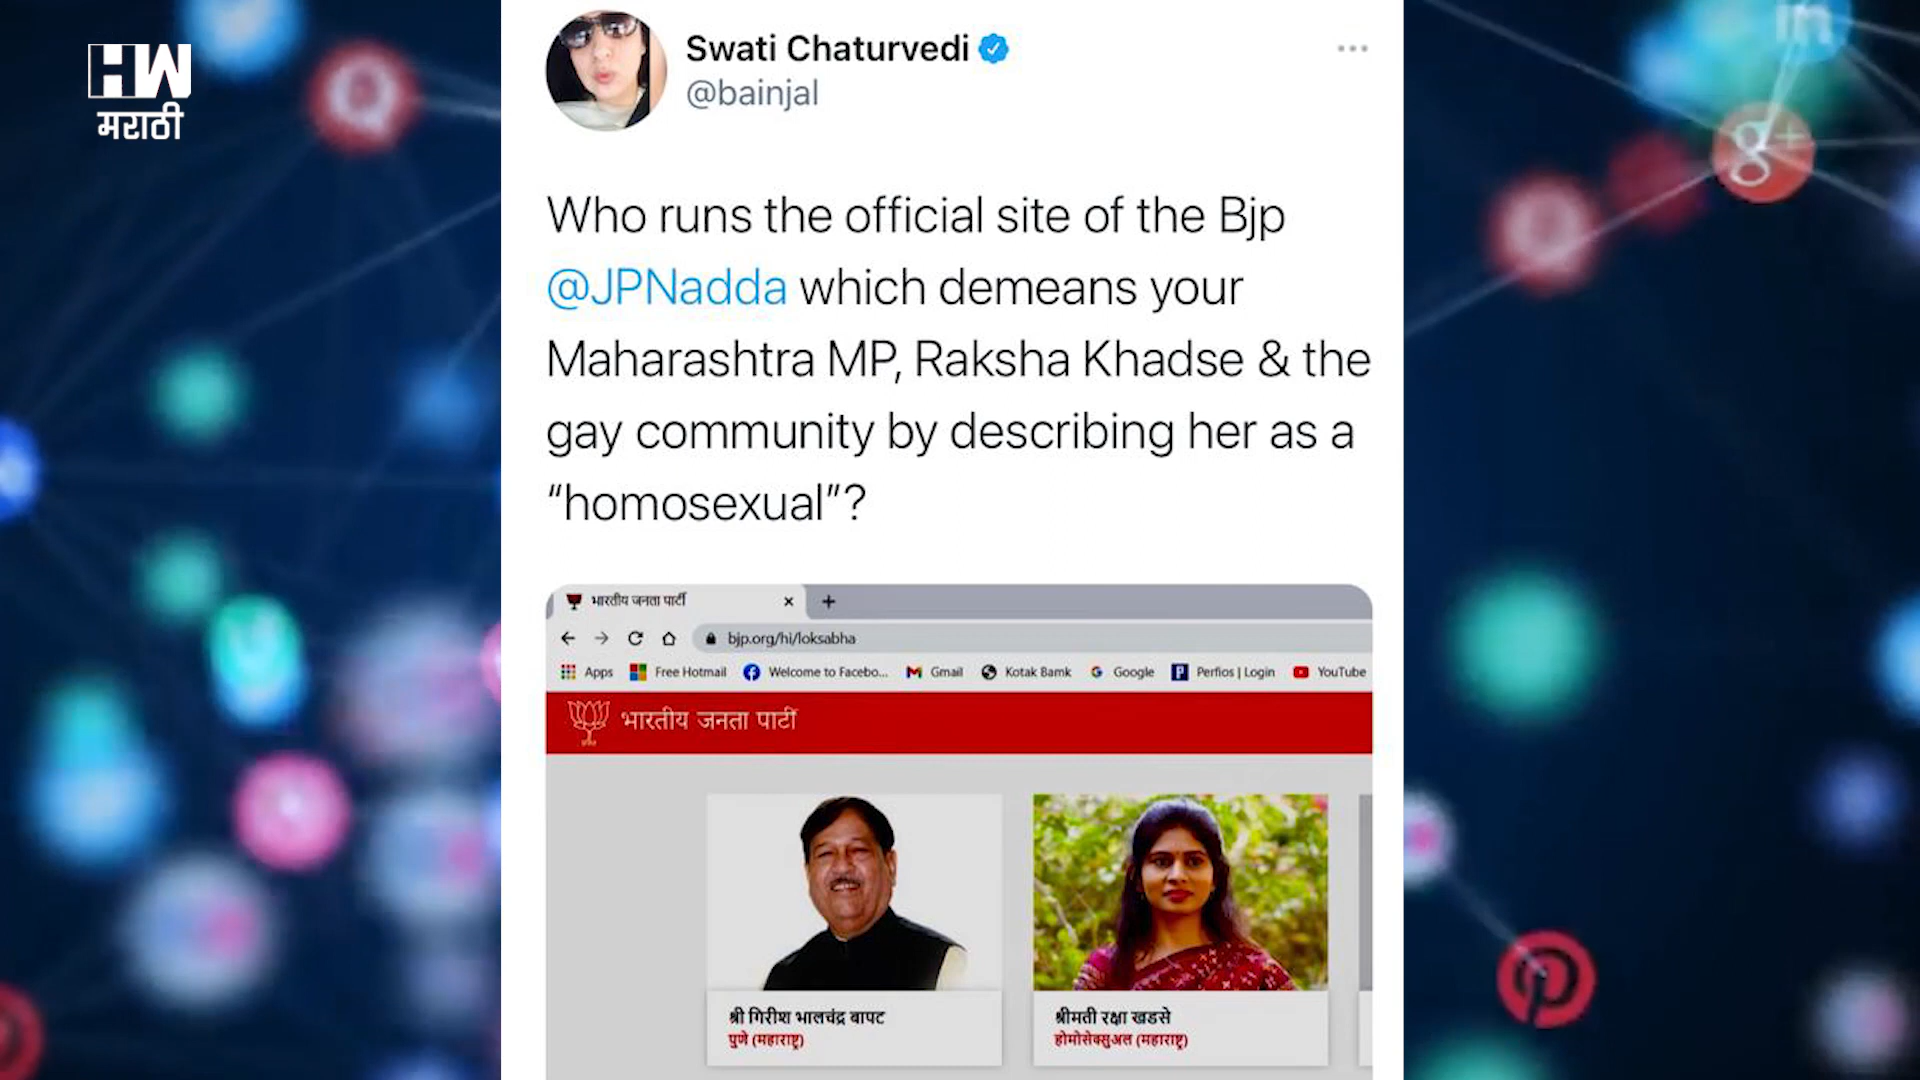 HW
मराठी
Swati Chaturvedi
@bainjal
Who runs the official site of the Bjp
@JPNadda which demeans your
Maharashtra MP, Raksha Khadse & the
gay community by describing her as a
“homosexual”?
भारतीय जनता पार्टी
bjp.org/hi/loksabha
Apps Free Hotmail Welcome to Facebo... Gmail Kotak Bamk Google Perfios | Login YouTube
भारतीय जनता पार्टी
श्री गिरीश भालचंद्र बापट
पुणे (महाराष्ट्र)
श्रीमती रक्षा खडसे
होमोसेक्सुअल (महाराष्ट्र)
g+
in